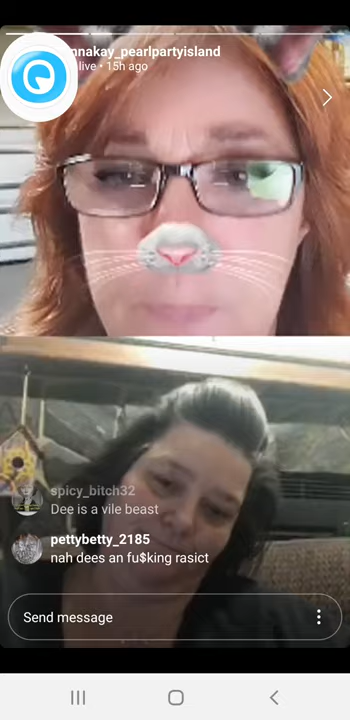 nnakay_pearlpartyisland
live • 15h ago
spicy_bitch32
Dee is a vile beast
pettybetty_2185
nah dees an fu$king rasict
Send message